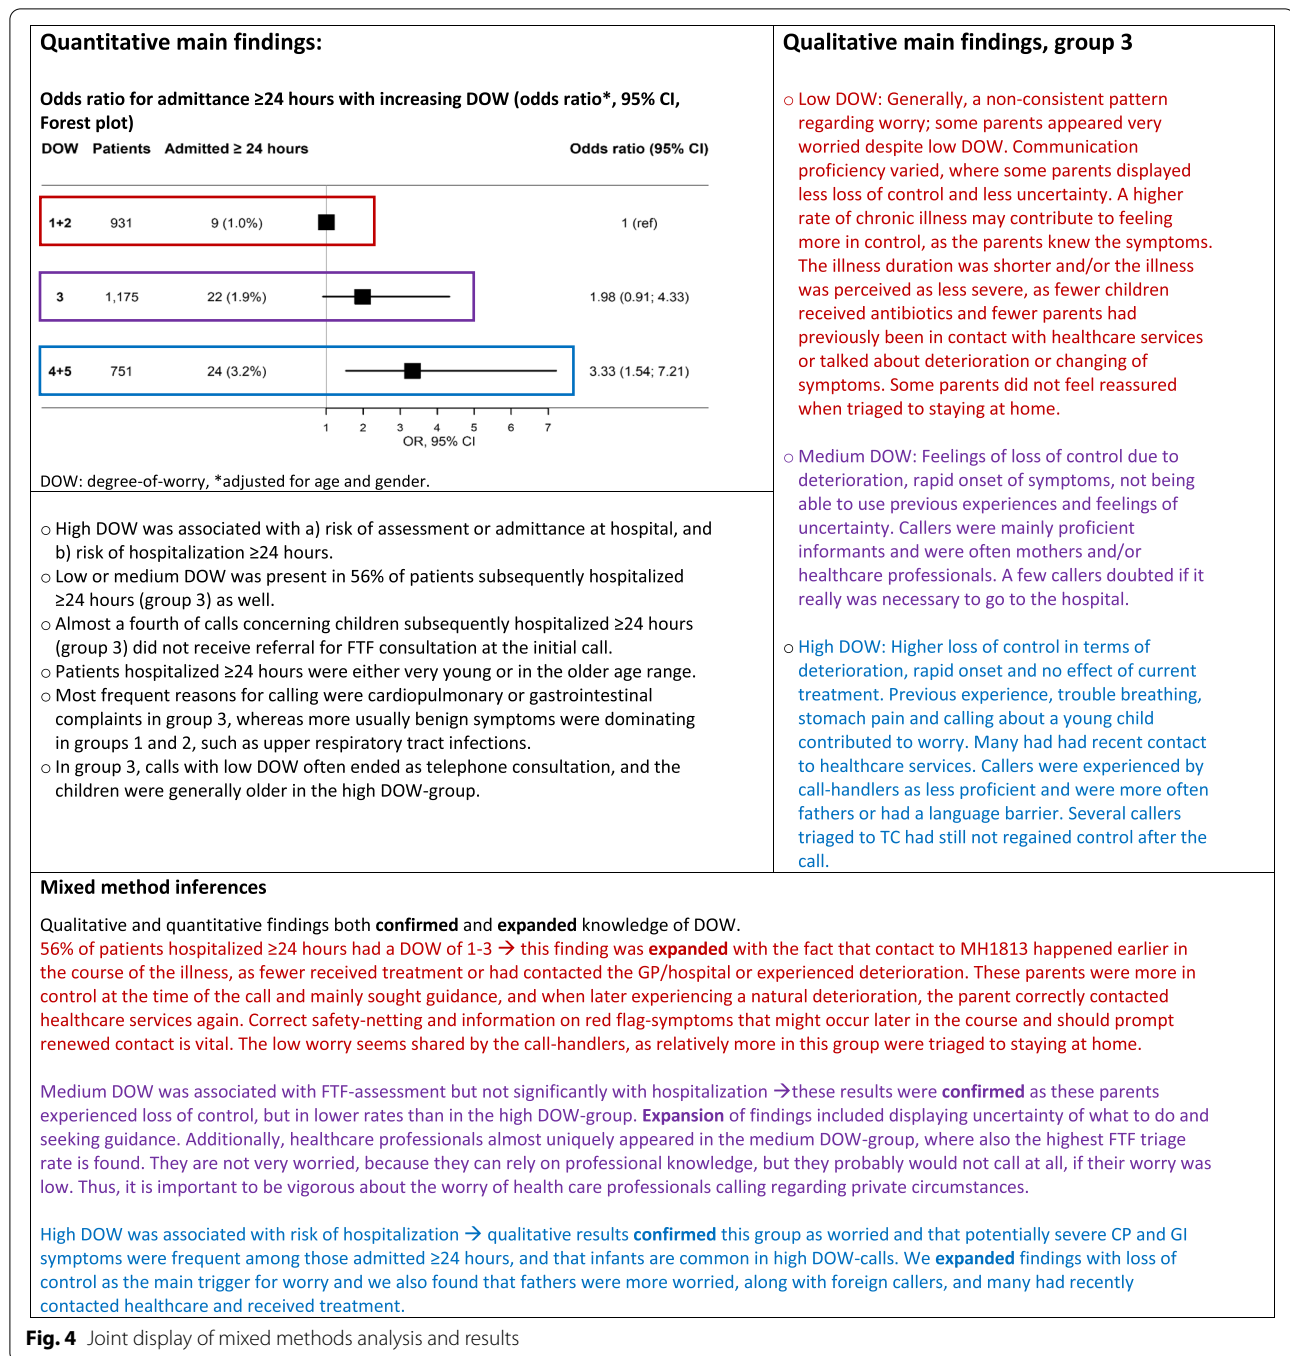 Quantitative main findings:
Odds ratio for admittance ≥24 hours with increasing DOW (odds ratio*, 95% CI,
Forest plot)
DOW Patients Admitted ≥ 24 hours Odds ratio (95% CI)
1+2 931 9 (1.0%) 1 (ref)
3 1,175 22 (1.9%) 1.98 (0.91; 4.33)
4+5 751 24 (3.2%) 3.33 (1.54; 7.21)
1 2 3 4 5 6 7
OR, 95% CI
DOW: degree-of-worry, *adjusted for age and gender.
○ High DOW was associated with a) risk of assessment or admittance at hospital, and
b) risk of hospitalization ≥24 hours.
○ Low or medium DOW was present in 56% of patients subsequently hospitalized
≥24 hours (group 3) as well.
○ Almost a fourth of calls concerning children subsequently hospitalized ≥24 hours
(group 3) did not receive referral for FTF consultation at the initial call.
○ Patients hospitalized ≥24 hours were either very young or in the older age range.
○ Most frequent reasons for calling were cardiopulmonary or gastrointestinal
complaints in group 3, whereas more usually benign symptoms were dominating
in groups 1 and 2, such as upper respiratory tract infections.
○ In group 3, calls with low DOW often ended as telephone consultation, and the
children were generally older in the high DOW-group.
Qualitative main findings, group 3
○ Low DOW: Generally, a non-consistent pattern
regarding worry; some parents appeared very
worried despite low DOW. Communication
proficiency varied, where some parents displayed
less loss of control and less uncertainty. A higher
rate of chronic illness may contribute to feeling
more in control, as the parents knew the symptoms.
The illness duration was shorter and/or the illness
was perceived as less severe, as fewer children
received antibiotics and fewer parents had
previously been in contact with healthcare services
or talked about deterioration or changing of
symptoms. Some parents did not feel reassured
when triaged to staying at home.
○ Medium DOW: Feelings of loss of control due to
deterioration, rapid onset of symptoms, not being
able to use previous experiences and feelings of
uncertainty. Callers were mainly proficient
informants and were often mothers and/or
healthcare professionals. A few callers doubted if it
really was necessary to go to the hospital.
○ High DOW: Higher loss of control in terms of
deterioration, rapid onset and no effect of current
treatment. Previous experience, trouble breathing,
stomach pain and calling about a young child
contributed to worry. Many had had recent contact
to healthcare services. Callers were experienced by
call-handlers as less proficient and were more often
fathers or had a language barrier. Several callers
triaged to TC had still not regained control after the
call.
Mixed method inferences
Qualitative and quantitative findings both confirmed and expanded knowledge of DOW.
56% of patients hospitalized ≥24 hours had a DOW of 1-3 → this finding was expanded with the fact that contact to MH1813 happened earlier in
the course of the illness, as fewer received treatment or had contacted the GP/hospital or experienced deterioration. These parents were more in
control at the time of the call and mainly sought guidance, and when later experiencing a natural deterioration, the parent correctly contacted
healthcare services again. Correct safety-netting and information on red flag-symptoms that might occur later in the course and should prompt
renewed contact is vital. The low worry seems shared by the call-handlers, as relatively more in this group were triaged to staying at home.
Medium DOW was associated with FTF-assessment but not significantly with hospitalization →these results were confirmed as these parents
experienced loss of control, but in lower rates than in the high DOW-group. Expansion of findings included displaying uncertainty of what to do and
seeking guidance. Additionally, healthcare professionals almost uniquely appeared in the medium DOW-group, where also the highest FTF triage
rate is found. They are not very worried, because they can rely on professional knowledge, but they probably would not call at all, if their worry was
low. Thus, it is important to be vigorous about the worry of health care professionals calling regarding private circumstances.
High DOW was associated with risk of hospitalization → qualitative results confirmed this group as worried and that potentially severe CP and GI
symptoms were frequent among those admitted ≥24 hours, and that infants are common in high DOW-calls. We expanded findings with loss of
control as the main trigger for worry and we also found that fathers were more worried, along with foreign callers, and many had recently
contacted healthcare and received treatment.
Fig. 4 Joint display of mixed methods analysis and results